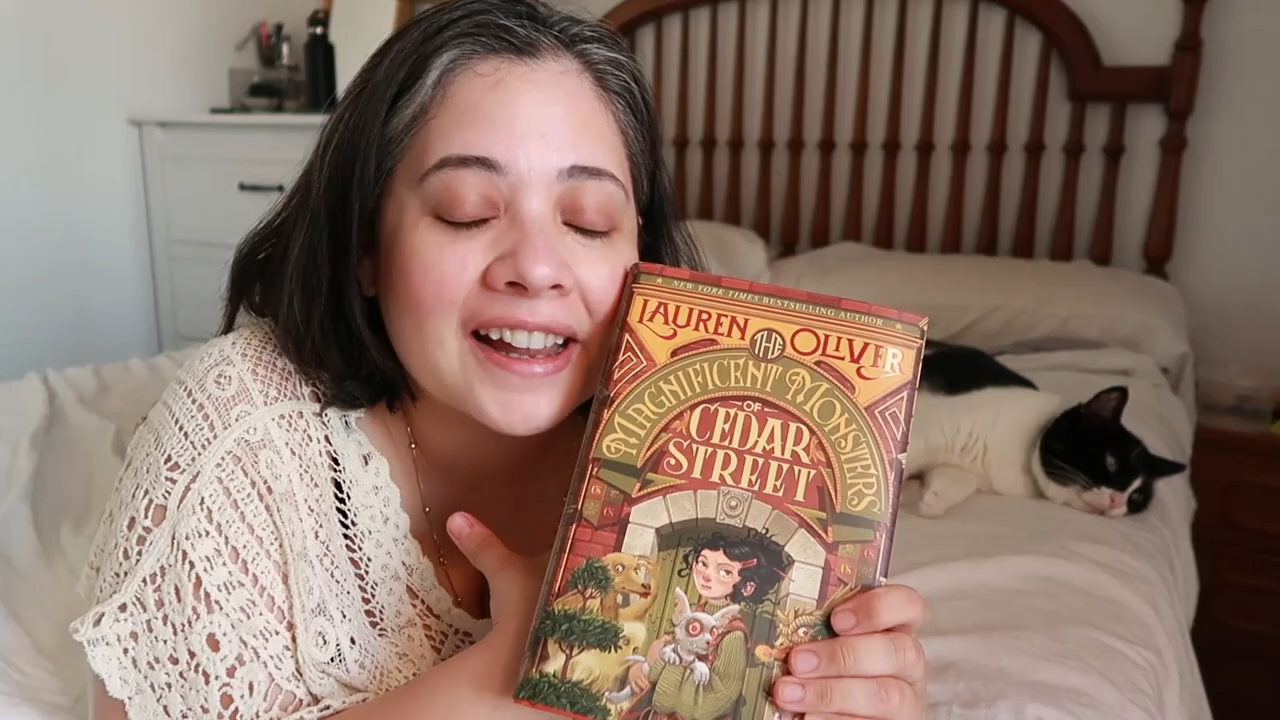 NEW YORK TIMES BESTSELLING AUTHOR
LAUREN OLIVER
THE
MAGNIFICENT MONSTERS
OF
CEDAR
STREET